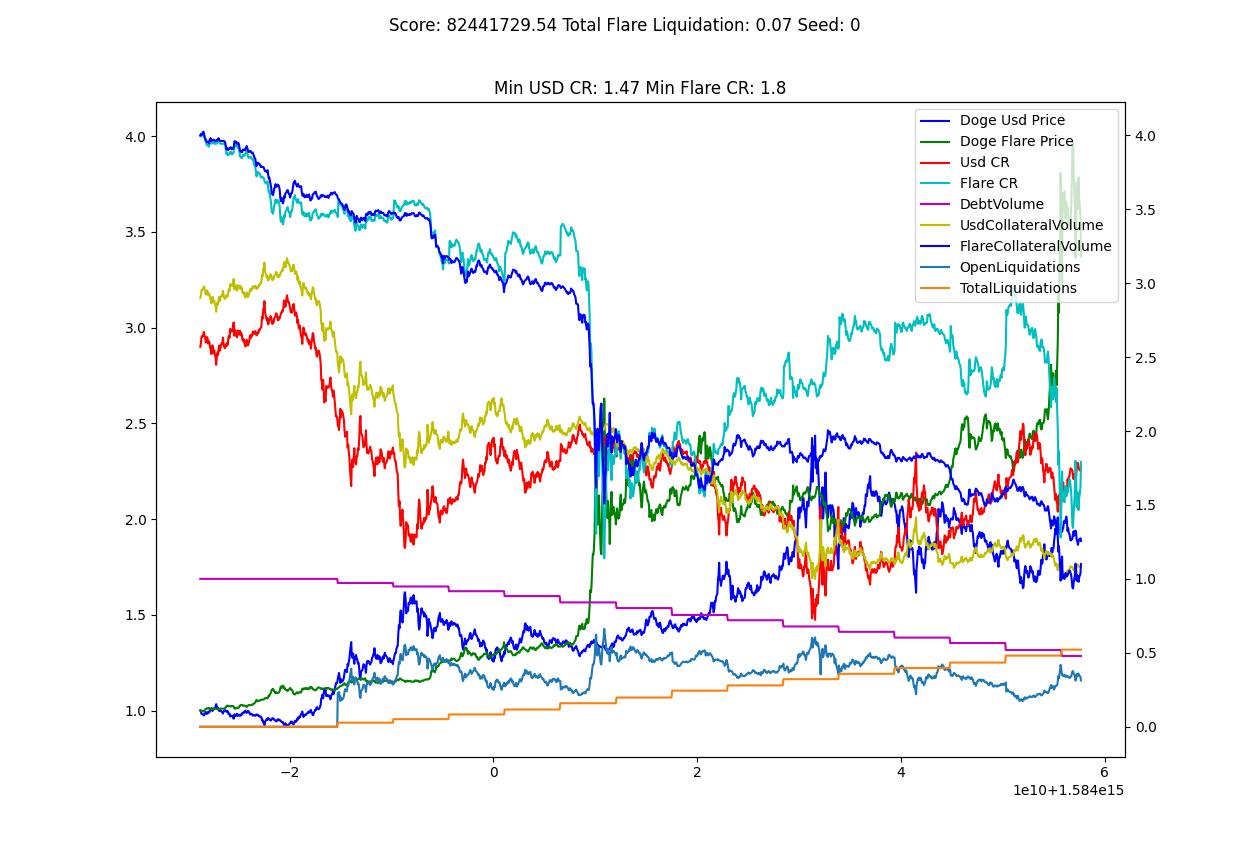 Score: 82441729.54 Total Flare Liquidation: 0.07 Seed: 0
Min USD CR: 1.47 Min Flare CR: 1.8
Doge Usd Price
Doge Flare Price
Usd CR
Flare CR
DebtVolume
UsdCollateralVolume
FlareCollateralVolume
OpenLiquidations
TotalLiquidations
4.0
3.5
3.0
2.5
2.0
1.5
1.0
4.0
3.5
3.0
2.5
2.0
1.5
1.0
0.5
0.0
−2
0
2
4
6
1e10+1.584e15